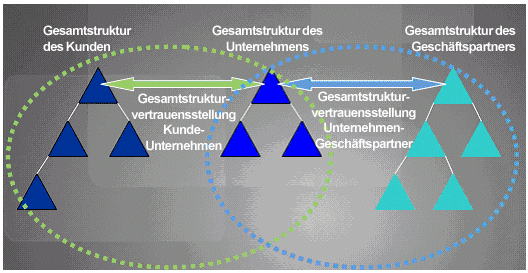 Gesamtstruktur
des Kunden
Gesamtstruktur des
Unternehmens
Gesamtstruktur des
Geschäftspartners
Gesamtstruktur-
vertrauensstellung
Kunde-
Unternehmen
Gesamtstruktur-
vertrauensstellung
Unternehmen-
Geschäftspartner